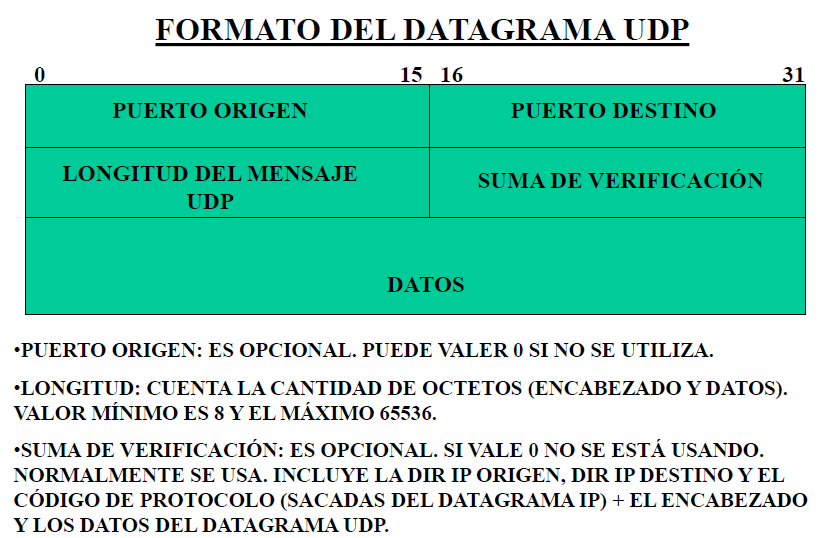 FORMATO DEL DATAGRAMA UDP
0 15 16 31
PUERTO ORIGEN PUERTO DESTINO
LONGITUD DEL MENSAJE
UDP
SUMA DE VERIFICACIÓN
DATOS
•PUERTO ORIGEN: ES OPCIONAL. PUEDE VALER 0 SI NO SE UTILIZA.
•LONGITUD: CUENTA LA CANTIDAD DE OCTETOS (ENCABEZADO Y DATOS).
VALOR MÍNIMO ES 8 Y EL MÁXIMO 65536.
•SUMA DE VERIFICACIÓN: ES OPCIONAL. SI VALE 0 NO SE ESTÁ USANDO.
NORMALMENTE SE USA. INCLUYE LA DIR IP ORIGEN, DIR IP DESTINO Y EL
CÓDIGO DE PROTOCOLO (SACADAS DEL DATAGRAMA IP) + EL ENCABEZADO
Y LOS DATOS DEL DATAGRAMA UDP.